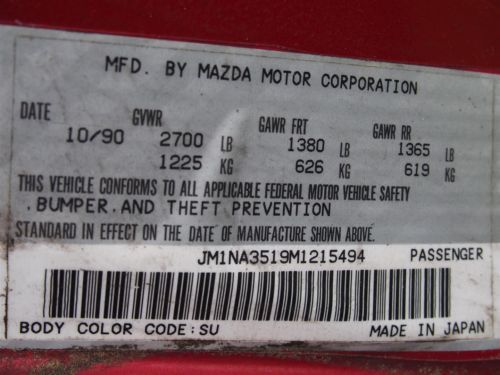 MFD. BY MAZDA MOTOR CORPORATION
DATE GVWR GAWR FRT GAWR RR
10/90 2700 LB 1380 LB 1365 LB
1225 KG 626 KG 619 KG
THIS VEHICLE CONFORMS TO ALL APPLICABLE FEDERAL MOTOR VEHICLE SAFETY
.BUMPER.AND THEFT PREVENTION
STANDARD IN EFFECT ON THE DATE OF MANUFACTURE SHOWN ABOVE.
JM1NA3519M1215494 PASSENGER
BODY COLOR CODE:SU MADE IN JAPAN